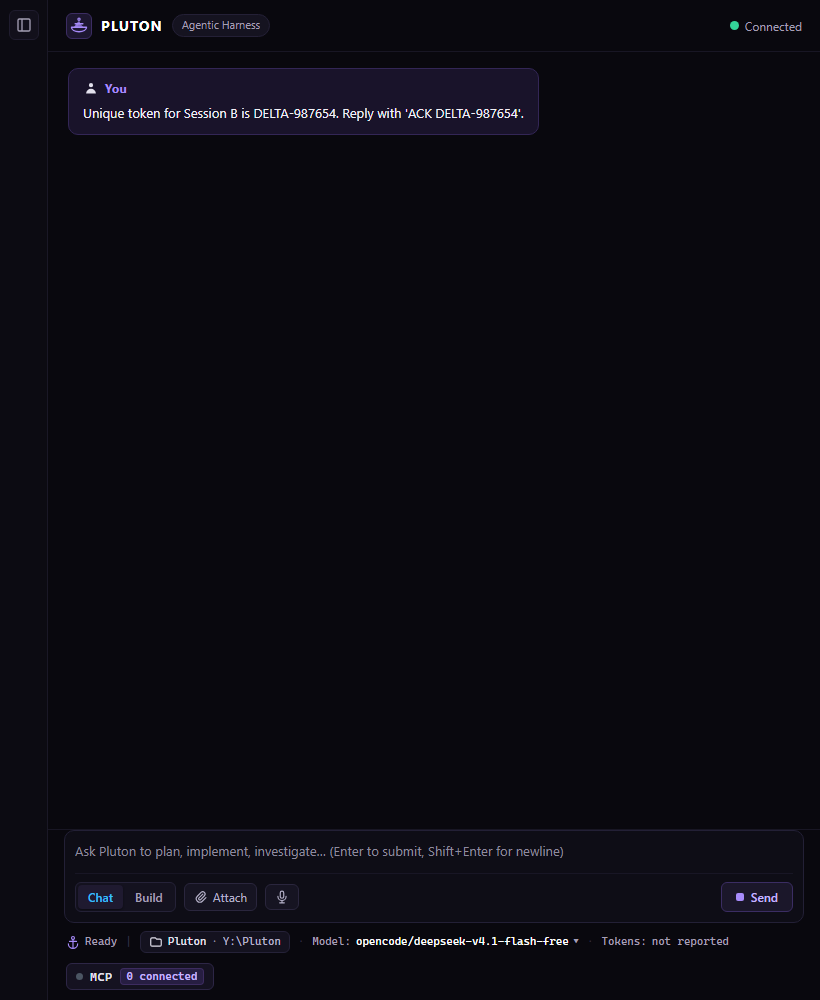 PLUTON Agentic Harness Connected
You
Unique token for Session B is DELTA-987654. Reply with 'ACK DELTA-987654'.
Ask Pluton to plan, implement, investigate... (Enter to submit, Shift+Enter for newline)
Chat Build Attach Send
Ready | Pluton · Y:\Pluton · Model: opencode/deepseek-v4.1-flash-free ▾ · Tokens: not reported
MCP 0 connected